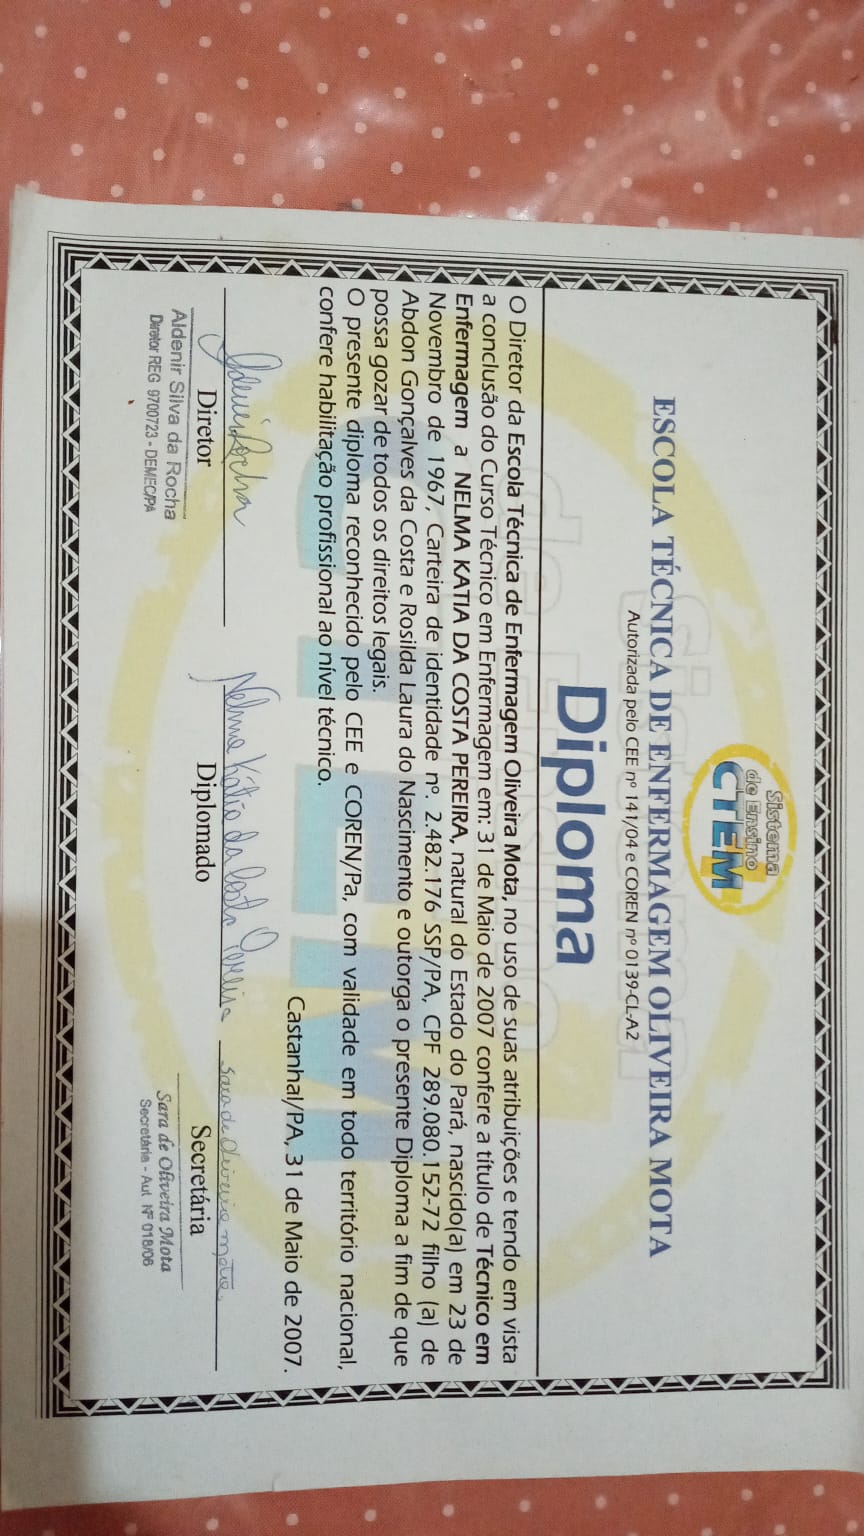 Sistema
de Ensino
CTEM
ESCOLA TÉCNICA DE ENFERMAGEM OLIVEIRA MOTA
Autorizada pelo CEE nº 141/04 e COREN nº 0139-CL-A2
Diploma
O Diretor da Escola Técnica de Enfermagem Oliveira Mota, no uso de suas atribuições e tendo em vista
a conclusão do Curso Técnico em Enfermagem em: 31 de Maio de 2007 confere a título de Técnico em
Enfermagem a NELMA KATIA DA COSTA PEREIRA, natural do Estado do Pará, nascido(a) em 23 de
Novembro de 1967, Carteira de identidade nº. 2.482.176 SSP/PA, CPF 289.080.152-72 filho (a) de
Abdon Gonçalves da Costa e Rosilda Laura do Nascimento e outorga o presente Diploma a fim de que
possa gozar de todos os direitos legais.
O presente diploma reconhecido pelo CEE e COREN/Pa, com validade em todo território nacional,
confere habilitação profissional ao nível técnico.
Castanhal/PA, 31 de Maio de 2007.
Aldenir Rocha
Nelma Kátia da Costa Pereira
Sara de Oliveira Mota
Diretor
Diplomado
Secretária
Aldenir Silva da Rocha
Diretor REG 9700723 - DEMEC/PA
Sara de Oliveira Mota
Secretária - Aut. Nº 018/06
Sistema
de Ensino
CTEM